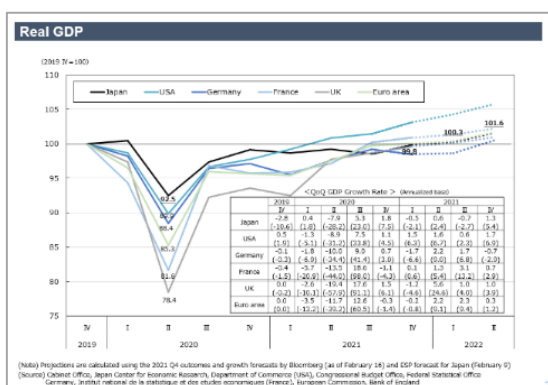 Real GDP
(2019 Ⅳ=100)
110
Japan USA Germany France UK Euro area
105
100
95
90
85
80
75
100.3
101.6
99.8
92.5
88.4
85.3
81.6
78.4
<QoQ GDP Growth Rate > (Annualized base)
2019 2020 2021
Ⅳ Ⅰ Ⅱ Ⅲ Ⅳ Ⅰ Ⅱ Ⅲ Ⅳ
Japan -2.8 0.4 -7.9 5.3 1.8 -0.5 0.6 -0.7 1.3
(-10.6) (1.8) (-28.2) (23.0) (7.5) (-2.1) (2.4) (-2.7) (5.4)
USA 0.5 -1.3 -8.9 7.5 1.1 1.5 1.6 0.6 1.7
(1.9) (-5.1) (-31.2) (33.8) (4.5) (6.3) (6.7) (2.3) (6.9)
Germany -0.1 -1.8 -10.0 9.0 0.7 -1.7 2.2 1.7 -0.7
(-0.3) (-6.9) (-34.4) (41.4) (3.0) (-6.6) (9.0) (6.8)
France -0.4 -5.7 -13.5 18.6 -1.1 0.1 1.3 3.1 0.7
(-1.5) (-20.9) (-44.0) (98.0) (-4.3) (0.6) (5.4) (13.2) (2.9)
UK 0.0 -2.6 -19.4 17.6 1.5 -1.2 5.6 1.0 1.0
(-0.2) (-10.1) (-57.9) (91.1) (6.1) (-4.6) (24.6) (4.0) (3.9)
Euro area 0.0 -3.5 -11.7 12.6 -0.3 -0.2 2.2 2.3 0.3
(0.0) (-13.2) (-39.2) (60.5) (-1.4) (-0.8) (9.1) (9.4) (1.2)
Ⅳ Ⅰ Ⅱ Ⅲ Ⅳ Ⅰ Ⅱ Ⅲ Ⅳ Ⅰ Ⅱ
2019 2020 2021 2022
(Note) Projections are calculated using the 2021 Q4 outcomes and growth forecasts by Bloomberg (as of February 16) and ESP forecast for Japan (February 9)
(Source) Cabinet Office, Japan Center for Economic Research, Department of Commerce (USA), Congressional Budget Office, Federal Statistical Office
Germany, Institut national de la statistique et des etudes economiques (France), European Commission, Bank of England